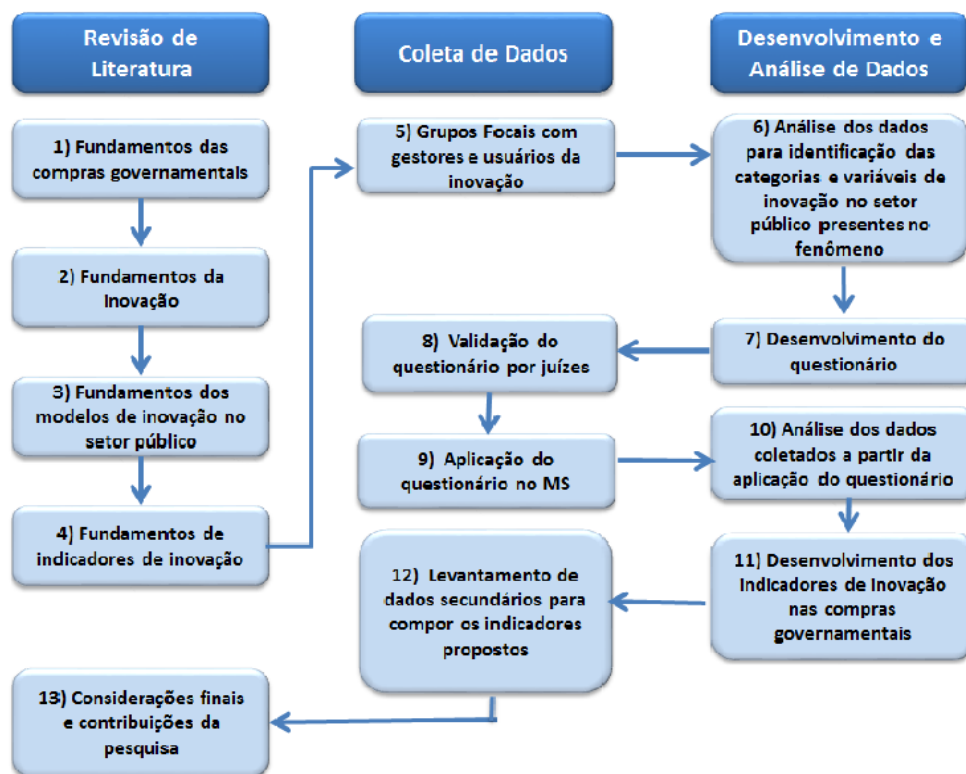 Revisão de
Literatura
Coleta de Dados
Desenvolvimento e
Análise de Dados
1) Fundamentos das
compras governamentais
2) Fundamentos da
Inovação
3) Fundamentos dos
modelos de inovação no
setor público
4) Fundamentos de
indicadores de inovação
5) Grupos Focais com
gestores e usuários da
inovação
6) Análise dos dados
para identificação das
categorias e variáveis de
inovação no setor
público presentes no
fenômeno
7) Desenvolvimento do
questionário
8) Validação do
questionário por juízes
9) Aplicação do
questionário no MS
10) Análise dos dados
coletados a partir da
aplicação do questionário
11) Desenvolvimento dos
Indicadores de Inovação
nas compras
governamentais
12) Levantamento de
dados secundários para
compor os indicadores
propostos
13) Considerações finais
e contribuições da
pesquisa